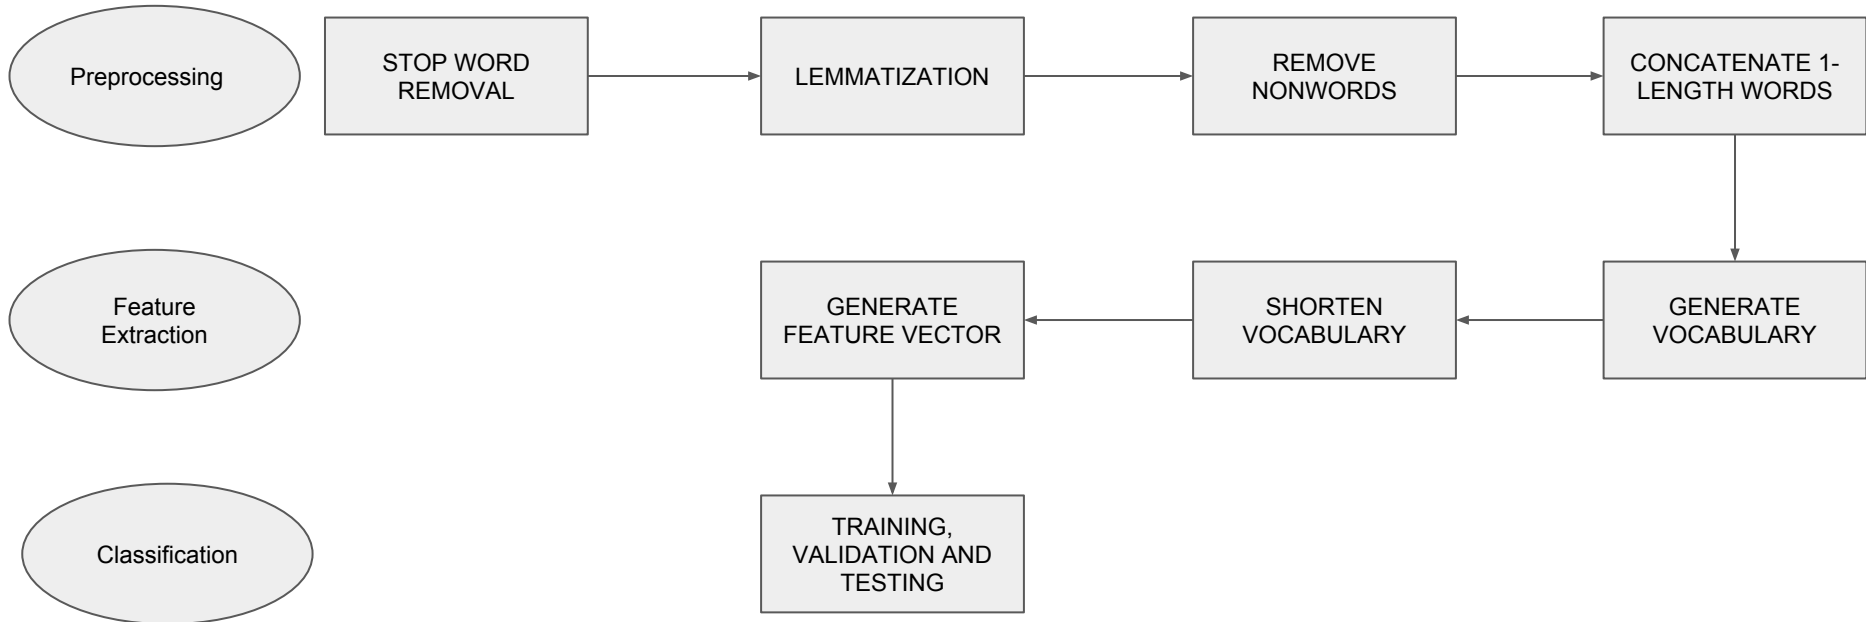 Preprocessing
STOP WORD
REMOVAL
LEMMATIZATION
REMOVE
NONWORDS
CONCATENATE 1-
LENGTH WORDS
Feature
Extraction
GENERATE
FEATURE VECTOR
SHORTEN
VOCABULARY
GENERATE
VOCABULARY
Classification
TRAINING,
VALIDATION AND
TESTING